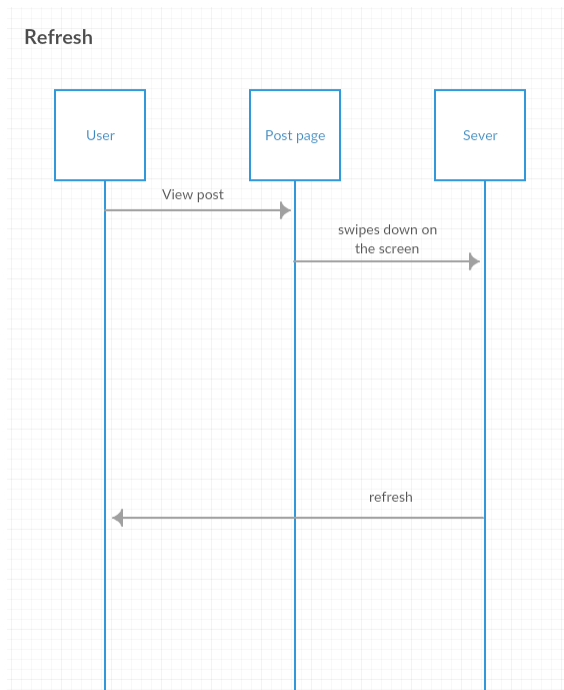 Refresh
User
Post page
Sever
View post
swipes down on
the screen
refresh